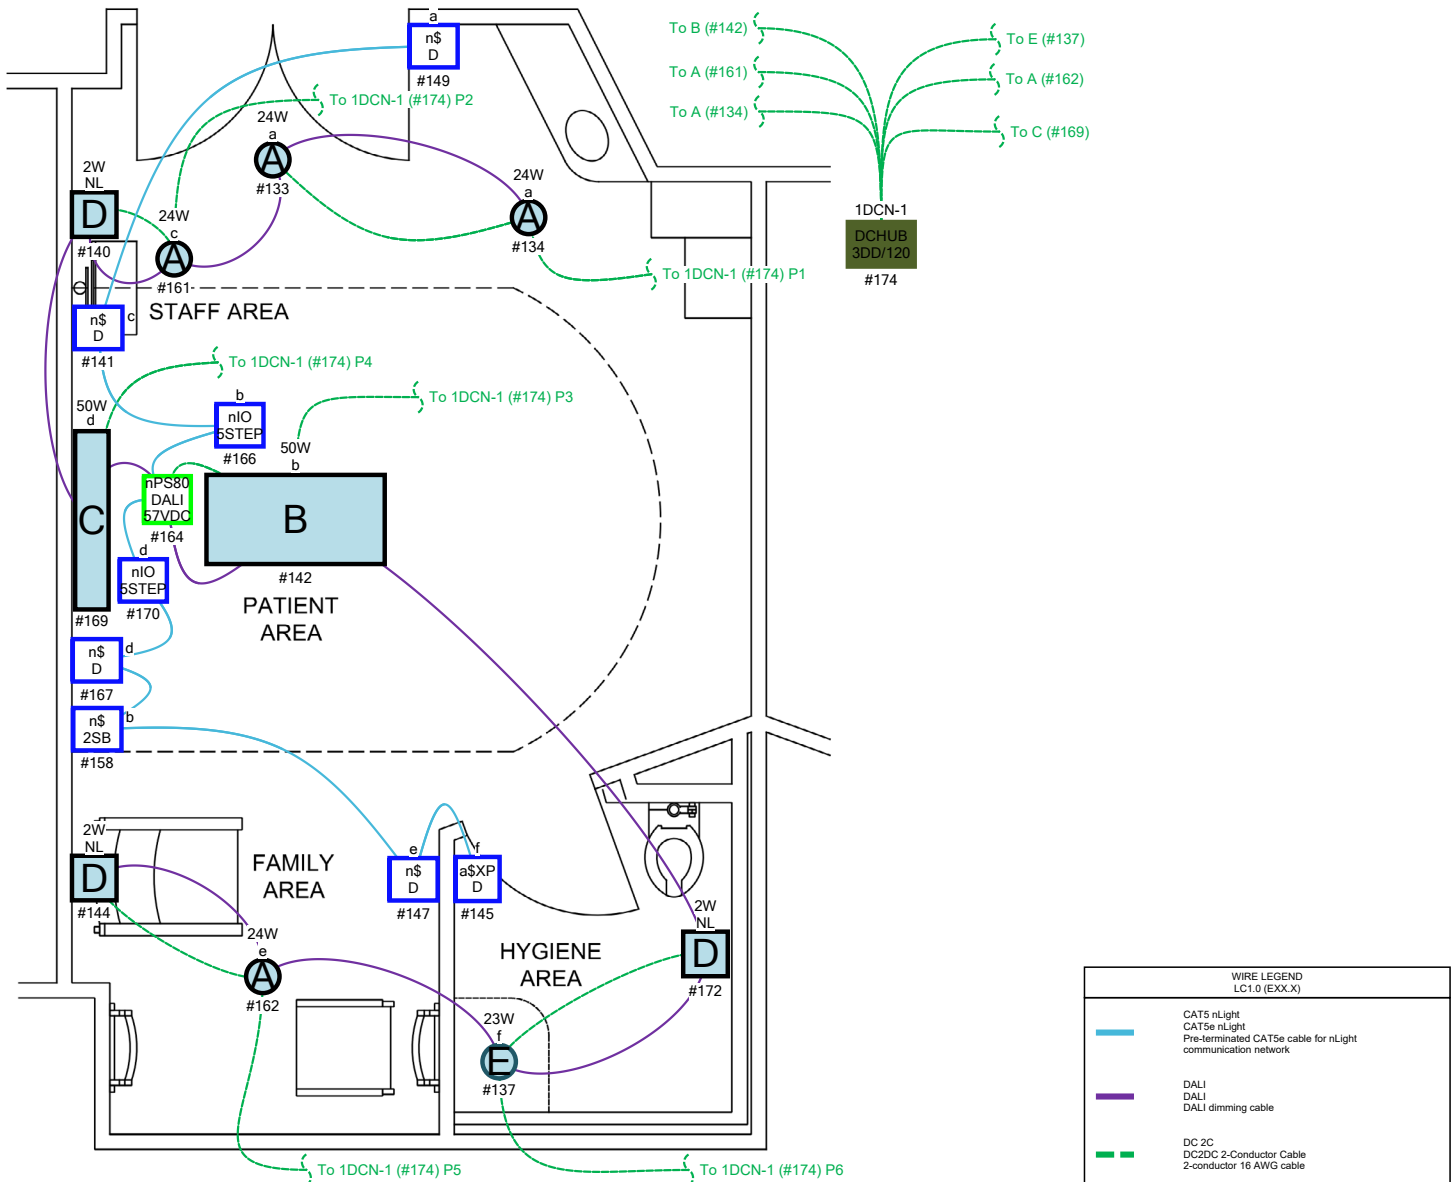 a
n$
D
#149
To B (#142)
To E (#137)
To A (#161)
To A (#162)
To A (#134)
To C (#169)
1DCN-1
DCHUB
3DD/120
#174
To 1DCN-1 (#174) P2
24W
a
A
#133
24W
a
A
#134
To 1DCN-1 (#174) P1
2W
NL
D
#140
24W
c
A
#161
STAFF AREA
n$
D
c
#141
To 1DCN-1 (#174) P4
To 1DCN-1 (#174) P3
b
nIO
5STEP
#166
50W
d
C
#169
50W
b
B
#142
nPS80
DALI
57VDC
#164
d
nIO
5STEP
#170
PATIENT
AREA
n$
D
d
#167
n$
2SB
b
#158
2W
NL
D
#144
FAMILY
AREA
e
n$
D
#147
f
a$XP
D
#145
24W
e
A
#162
HYGIENE
AREA
2W
NL
D
#172
23W
f
E
#137
To 1DCN-1 (#174) P5
To 1DCN-1 (#174) P6
WIRE LEGEND
LC1.0 (EXX.X)
CAT5 nLight
CAT5e nLight
Pre-terminated CAT5e cable for nLight
communication network
DALI
DALI
DALI dimming cable
DC 2C
DC2DC 2-Conductor Cable
2-conductor 16 AWG cable